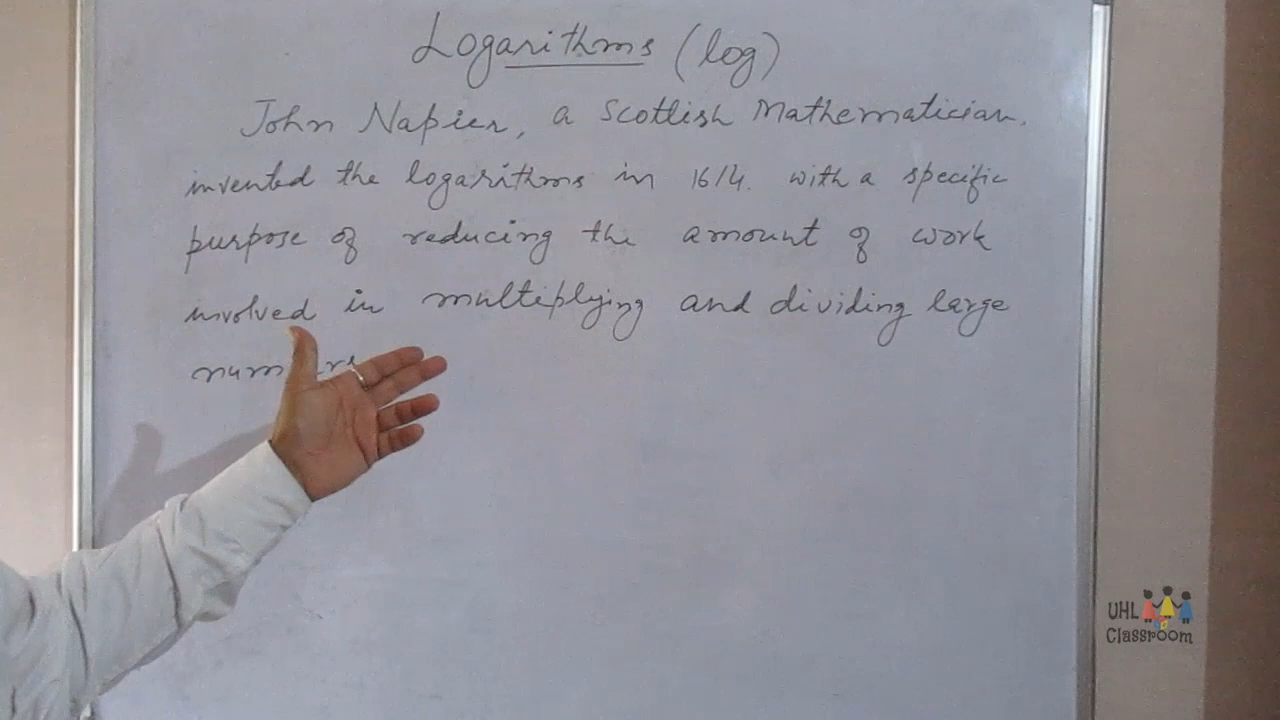 Logarithms (log)
John Napier, a Scottish Mathematician,
invented the logarithms in 1614. with a specific
purpose of reducing the amount of work
involved in multiplying and dividing large
UHL
Classroom